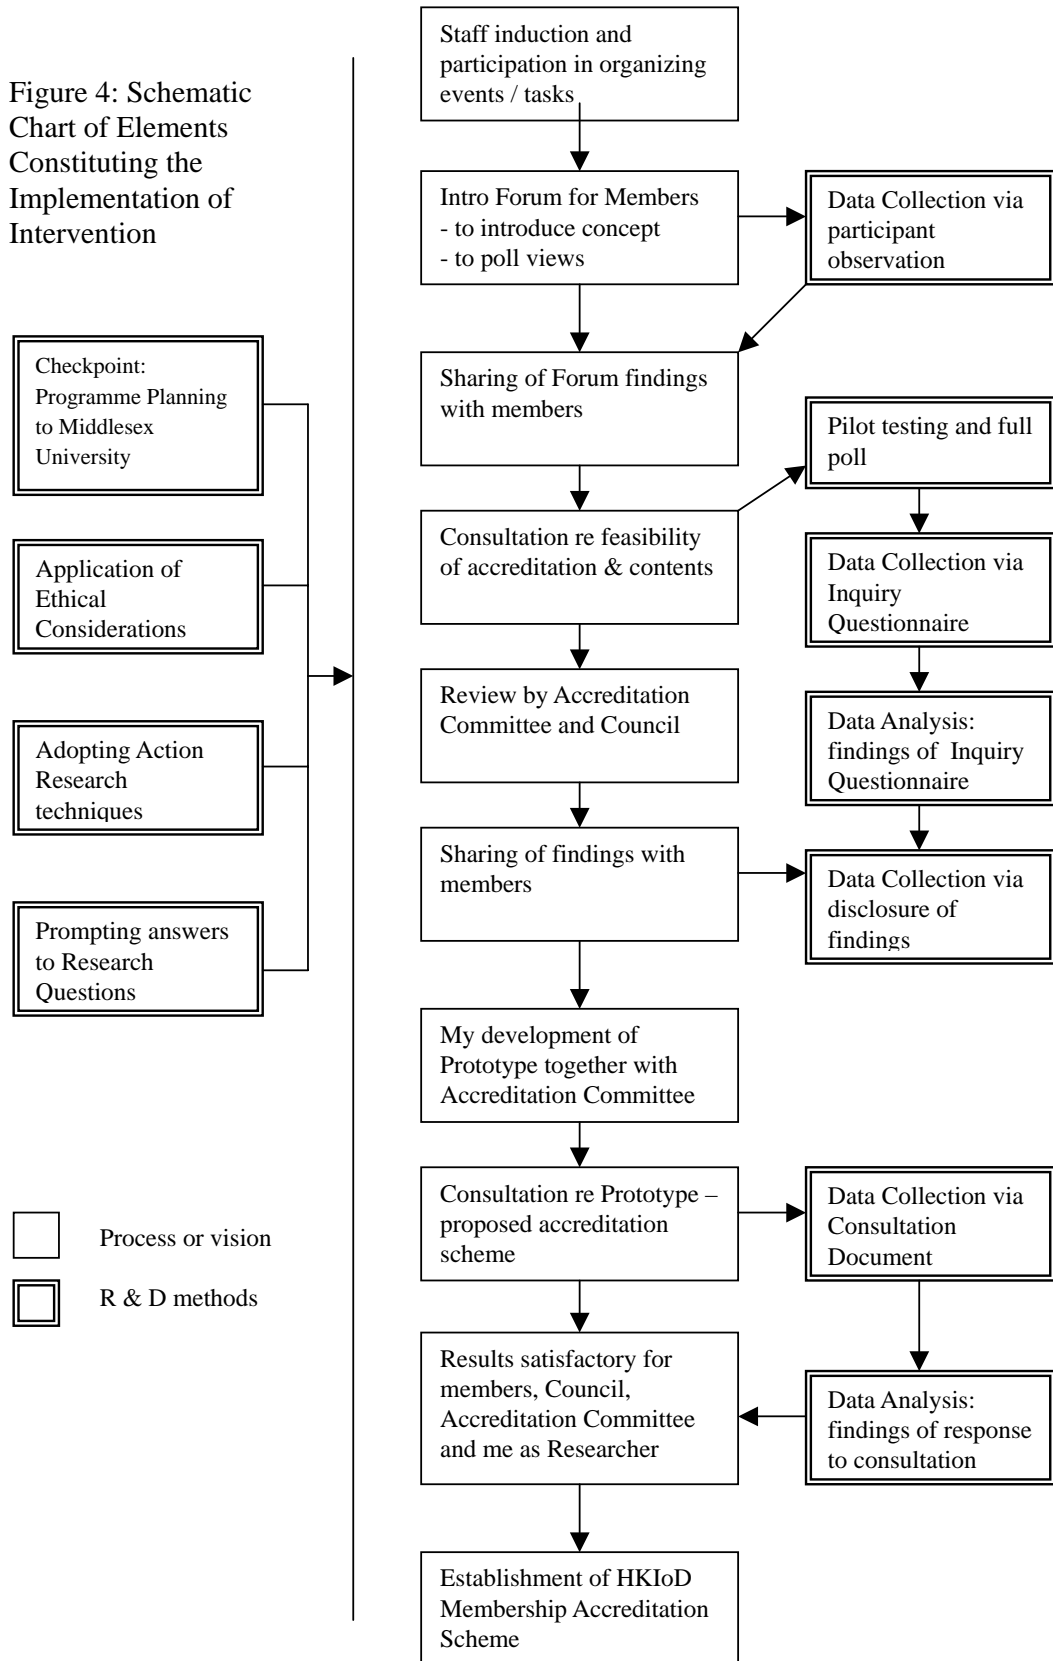 Figure 4: Schematic
Chart of Elements
Constituting the
Implementation of
Intervention
Checkpoint:
Programme Planning
to Middlesex
University
Application of
Ethical
Considerations
Adopting Action
Research
techniques
Prompting answers
to Research
Questions
Process or vision
R & D methods
Staff induction and
participation in organizing
events / tasks
Intro Forum for Members
- to introduce concept
- to poll views
Data Collection via
participant
observation
Sharing of Forum findings
with members
Pilot testing and full
poll
Consultation re feasibility
of accreditation & contents
Data Collection via
Inquiry
Questionnaire
Review by Accreditation
Committee and Council
Data Analysis:
findings of Inquiry
Questionnaire
Sharing of findings with
members
Data Collection via
disclosure of
findings
My development of
Prototype together with
Accreditation Committee
Consultation re Prototype –
proposed accreditation
scheme
Data Collection via
Consultation
Document
Results satisfactory for
members, Council,
Accreditation Committee
and me as Researcher
Data Analysis:
findings of response
to consultation
Establishment of HKIoD
Membership Accreditation
Scheme